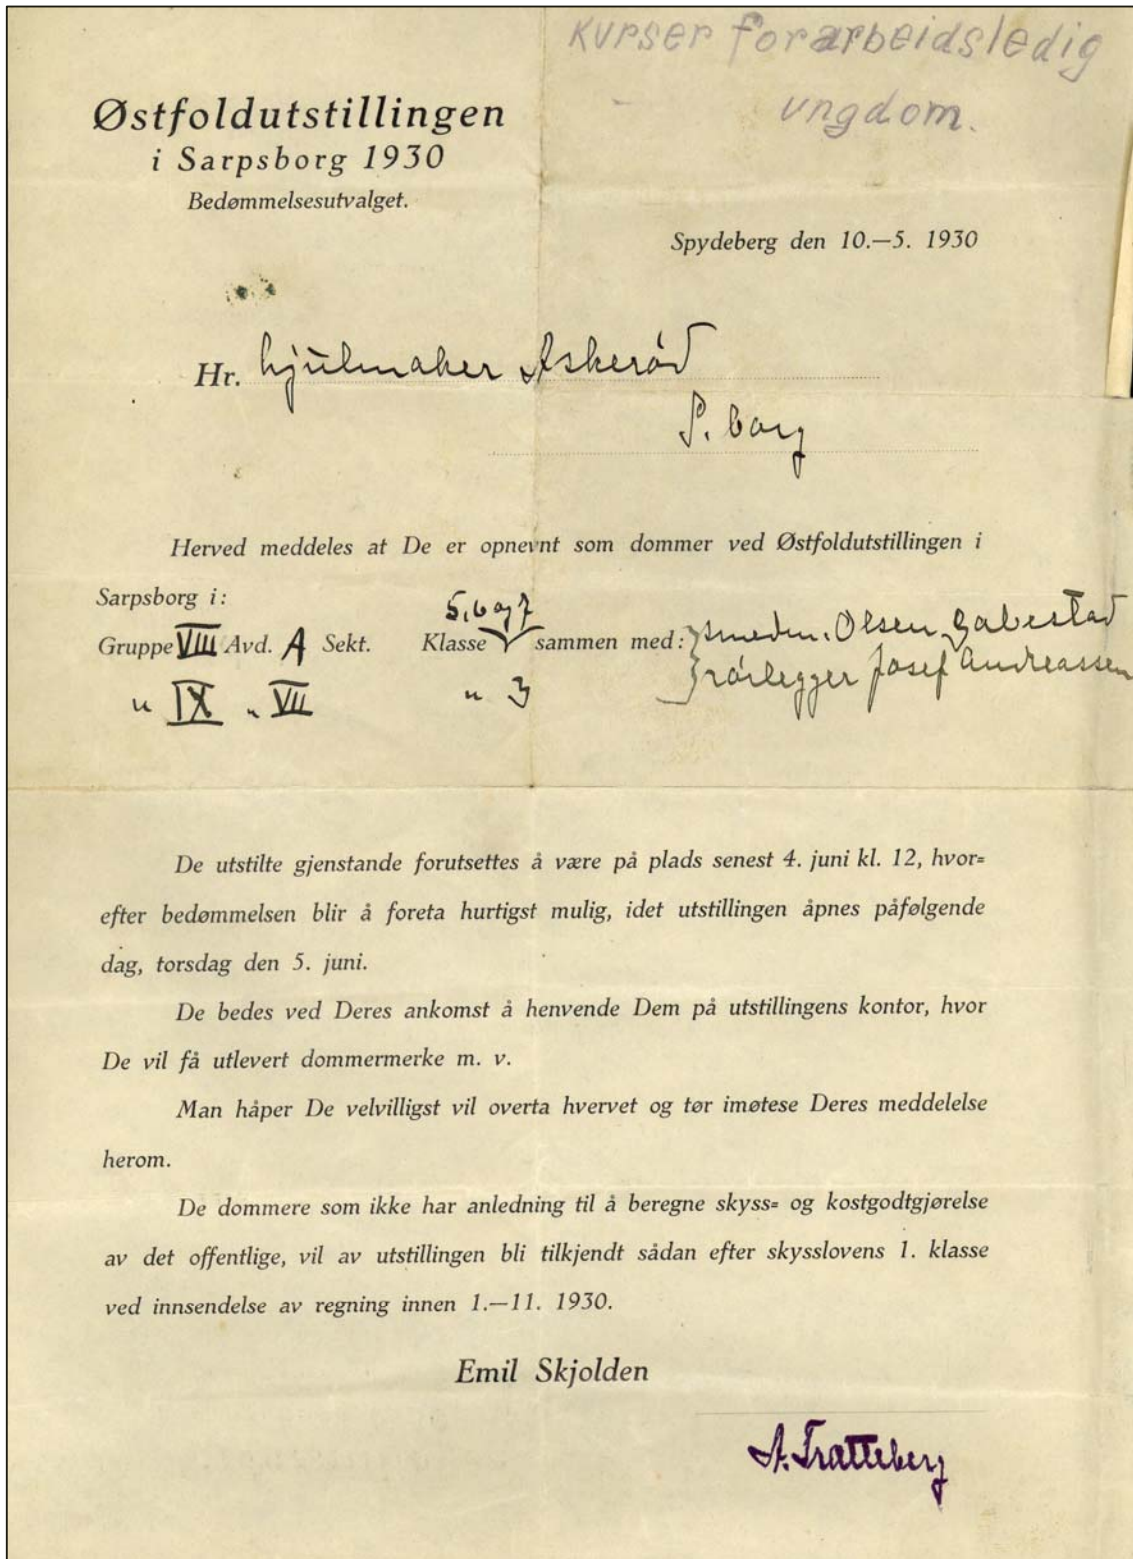 Kurser for arbeidsledig
ungdom.
Østfoldutstillingen
i Sarpsborg 1930
Bedømmelsesutvalget.
Spydeberg den 10.—5. 1930
Hr. hjulmaker Askerød
S.borg
Herved meddeles at De er opnevnt som dommer ved Østfoldutstillingen i
Sarpsborg i:
5, 6 og 7
Gruppe VIII Avd. A Sekt. Klasse sammen med: Olsen
rørlegger Josef Andreassen
" IX " VII " 3
De utstilte gjenstande forutsettes å være på plads senest 4. juni kl. 12, hvor=
efter bedømmelsen blir å foreta hurtigst mulig, idet utstillingen åpnes påfølgende
dag, torsdag den 5. juni.
De bedes ved Deres ankomst å henvende Dem på utstillingens kontor, hvor
De vil få utlevert dommermerke m. v.
Man håper De velvilligst vil overta hvervet og tør imøtese Deres meddelelse
herom.
De dommere som ikke har anledning til å beregne skyss= og kostgodtgjørelse
av det offentlige, vil av utstillingen bli tilkjendt sådan efter skysslovens 1. klasse
ved innsendelse av regning innen 1.—11. 1930.
Emil Skjolden
A. Tratteberg